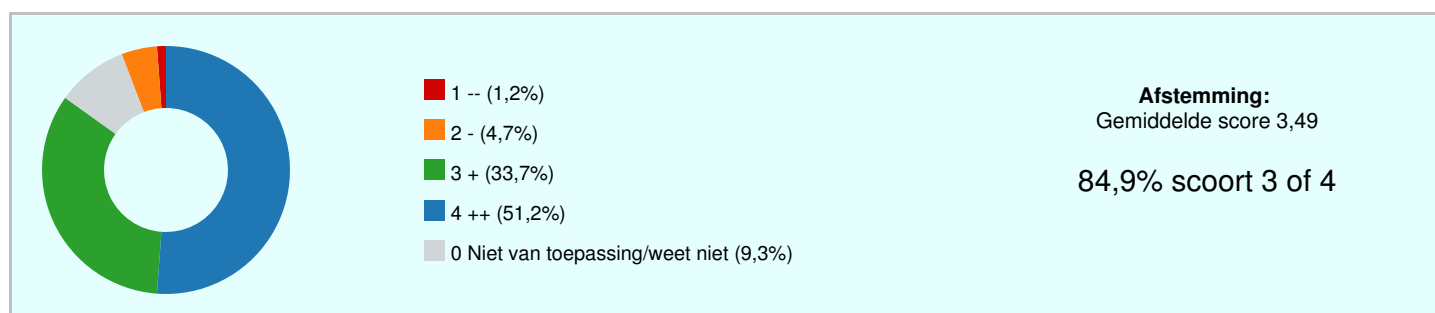 1 -- (1,2%)
2 - (4,7%)
3 + (33,7%)
4 ++ (51,2%)
0 Niet van toepassing/weet niet (9,3%)
Afstemming:
Gemiddelde score 3,49
84,9% scoort 3 of 4